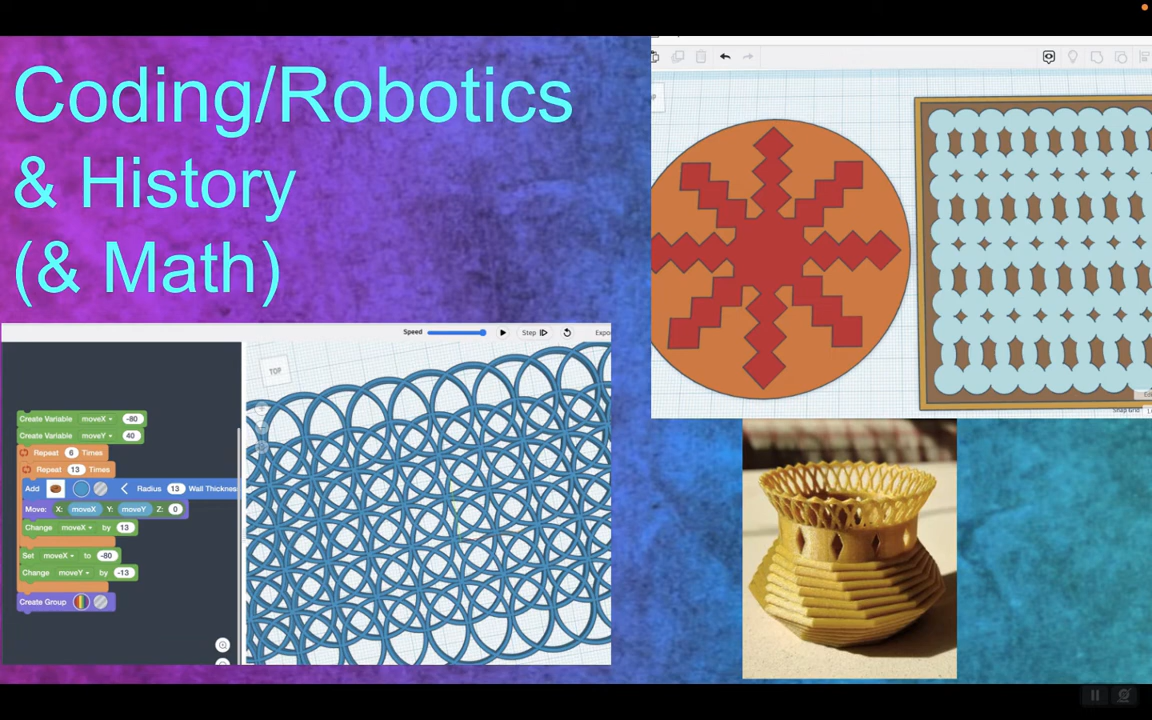 Coding/Robotics
& History
(& Math)
Speed
Step
Expo
TOP
Create Variable moveX -80
Create Variable moveY 40
Repeat 6 Times
Repeat 13 Times
Add Radius 13 Wall Thickness
Move: X: moveX Y: moveY Z: 0
Change moveX by 13
Set moveX to -80
Change moveY by -13
Create Group